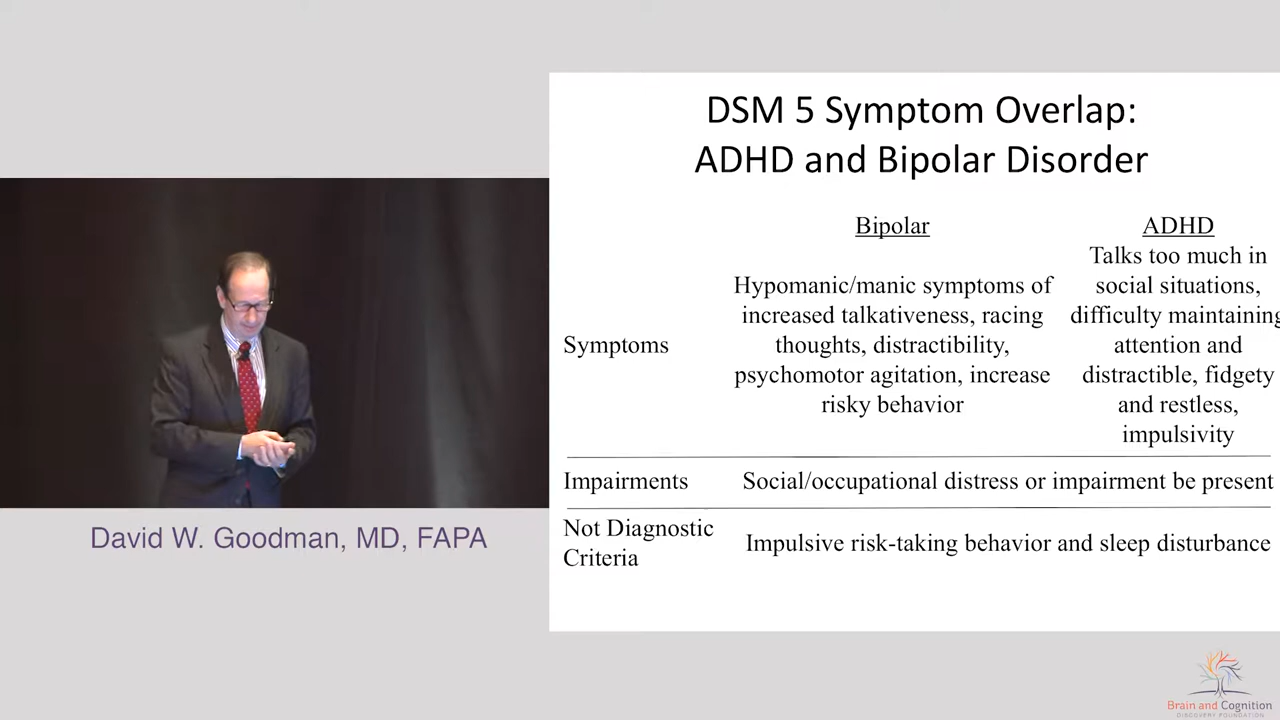 DSM 5 Symptom Overlap:
ADHD and Bipolar Disorder
Bipolar
ADHD
Symptoms
Hypomanic/manic symptoms of
increased talkativeness, racing
thoughts, distractibility,
psychomotor agitation, increase
risky behavior
Talks too much in
social situations,
difficulty maintaining
attention and
distractible, fidgety
and restless,
impulsivity
Impairments
Social/occupational distress or impairment be present
Not Diagnostic
Criteria
Impulsive risk-taking behavior and sleep disturbance
David W. Goodman, MD, FAPA
Brain and Cognition
DISCOVERY FOUNDATION